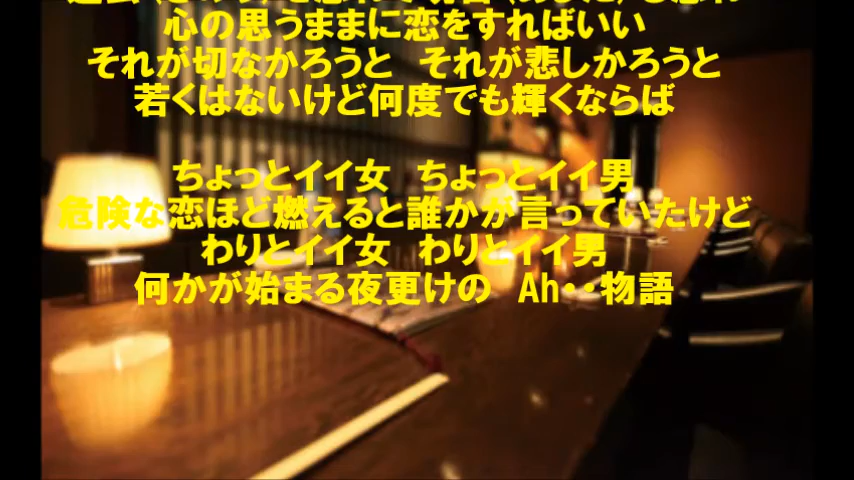 心の思うままに恋をすればいい
それが切なかろうと　それが悲しかろうと
若くはないけど何度でも輝くならば
ちょっとイイ女　ちょっとイイ男
危険な恋ほど燃えると誰かが言っていたけど
わりとイイ女　わりとイイ男
何かが始まる夜更けの　Ah・・物語